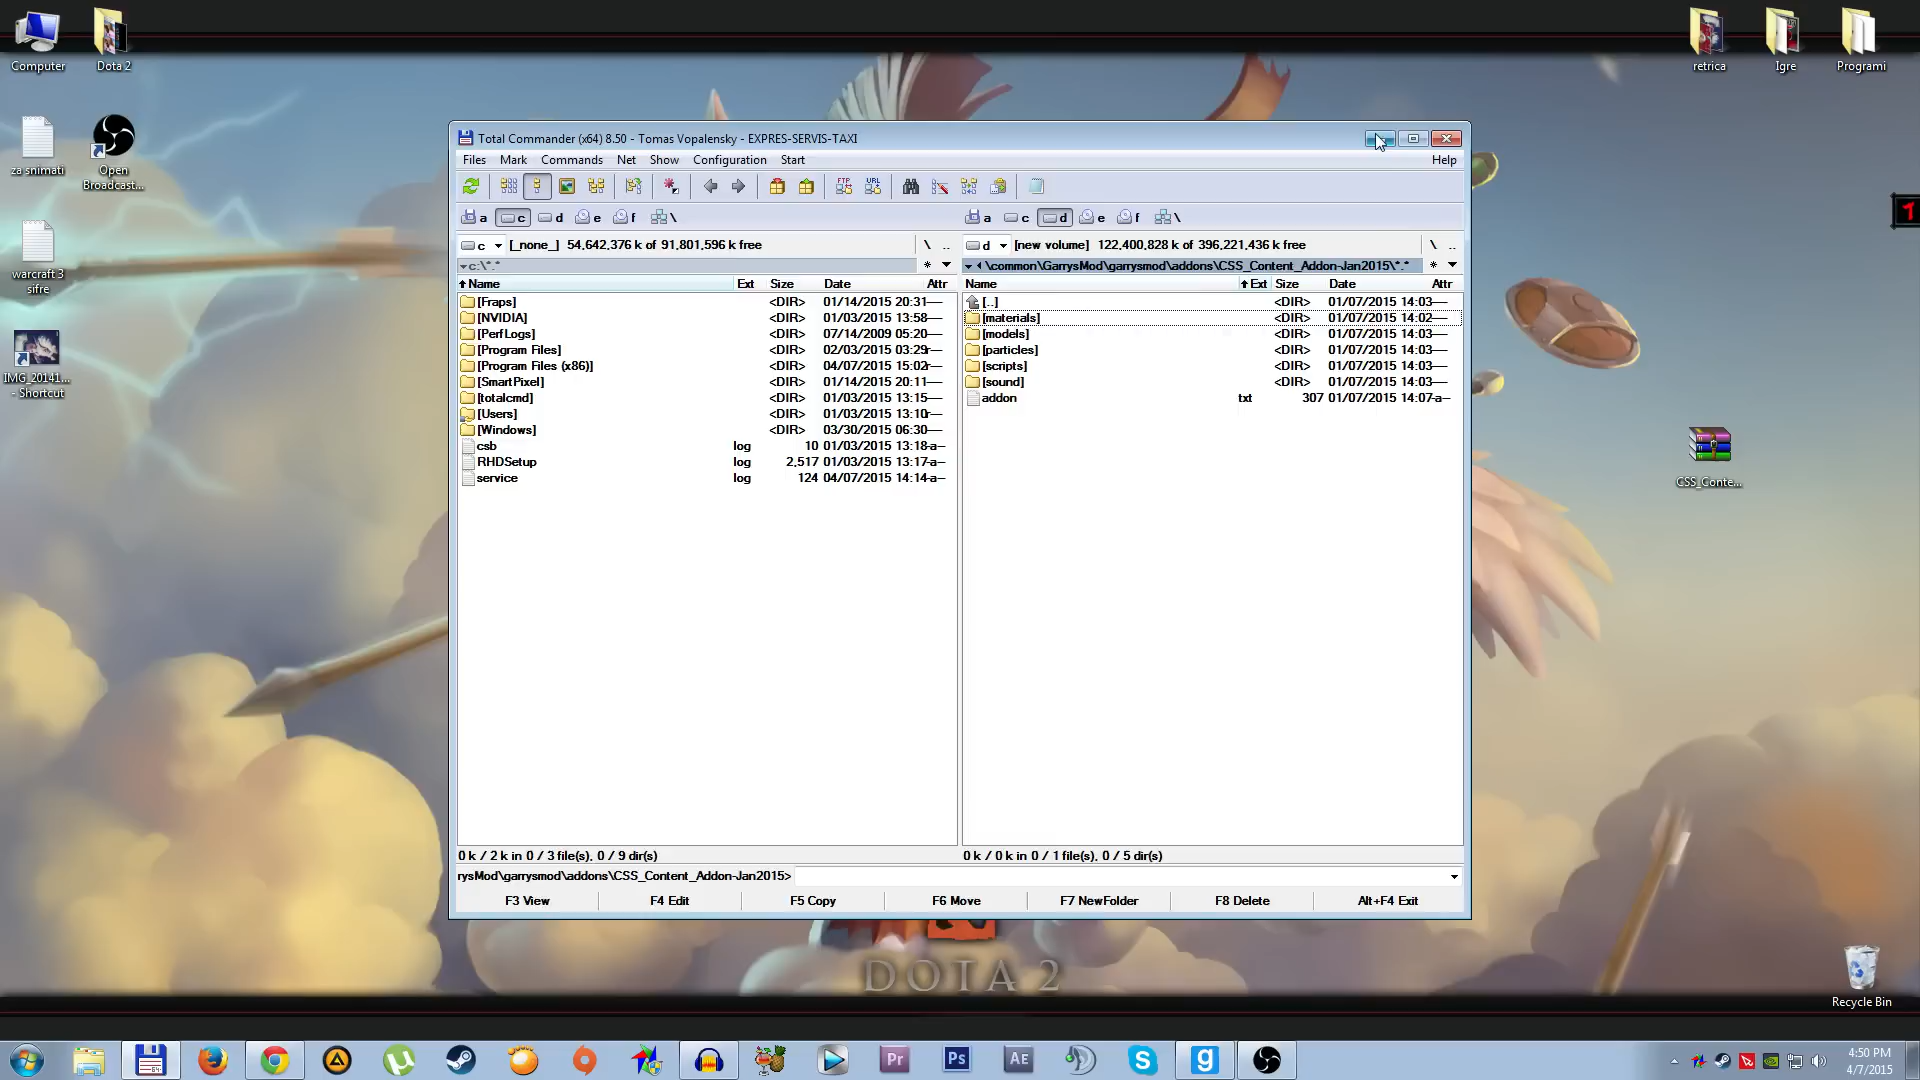 Computer
Dota 2
retrica
Igre
Programi
za snimati
Open
Broadcast...
warcraft 3
sifre
IMG_20141...
- Shortcut
CSS_Conte...
Recycle Bin
Total Commander (x64) 8.50 - Tomas Vopalensky - EXPRES-SERVIS-TAXI
Files Mark Commands Net Show Configuration Start Help
FTP URL
a c d e f \
a c d e f \
c [_none_] 54,642,376 k of 91,801,596 k free \ ..
d [new volume] 122,400,828 k of 396,221,436 k free \ ..
c:\*.* *
\common\GarrysMod\garrysmod\addons\CSS_Content_Addon-Jan2015\*.* *
Name Ext Size Date Attr
[Fraps] <DIR> 01/14/2015 20:31----
[NVIDIA] <DIR> 01/03/2015 13:58----
[PerfLogs] <DIR> 07/14/2009 05:20----
[Program Files] <DIR> 02/03/2015 03:29r---
[Program Files (x86)] <DIR> 04/07/2015 15:02r---
[SmartPixel] <DIR> 01/14/2015 20:11----
[totalcmd] <DIR> 01/03/2015 13:15----
[Users] <DIR> 01/03/2015 13:10r---
[Windows] <DIR> 03/30/2015 06:30----
csb log 10 01/03/2015 13:18-a--
RHDSetup log 2,517 01/03/2015 13:17-a--
service log 124 04/07/2015 14:14-a--
Name Ext Size Date Attr
[..] <DIR> 01/07/2015 14:03----
[materials] <DIR> 01/07/2015 14:02----
[models] <DIR> 01/07/2015 14:03----
[particles] <DIR> 01/07/2015 14:03----
[scripts] <DIR> 01/07/2015 14:03----
[sound] <DIR> 01/07/2015 14:03----
addon txt 307 01/07/2015 14:07-a--
0 k / 2 k in 0 / 3 file(s), 0 / 9 dir(s)
0 k / 0 k in 0 / 1 file(s), 0 / 5 dir(s)
rysMod\garrysmod\addons\CSS_Content_Addon-Jan2015>
F3 View F4 Edit F5 Copy F6 Move F7 NewFolder F8 Delete Alt+F4 Exit
DOTA 2
1
Pr Ps AE S g
4:50 PM
4/7/2015